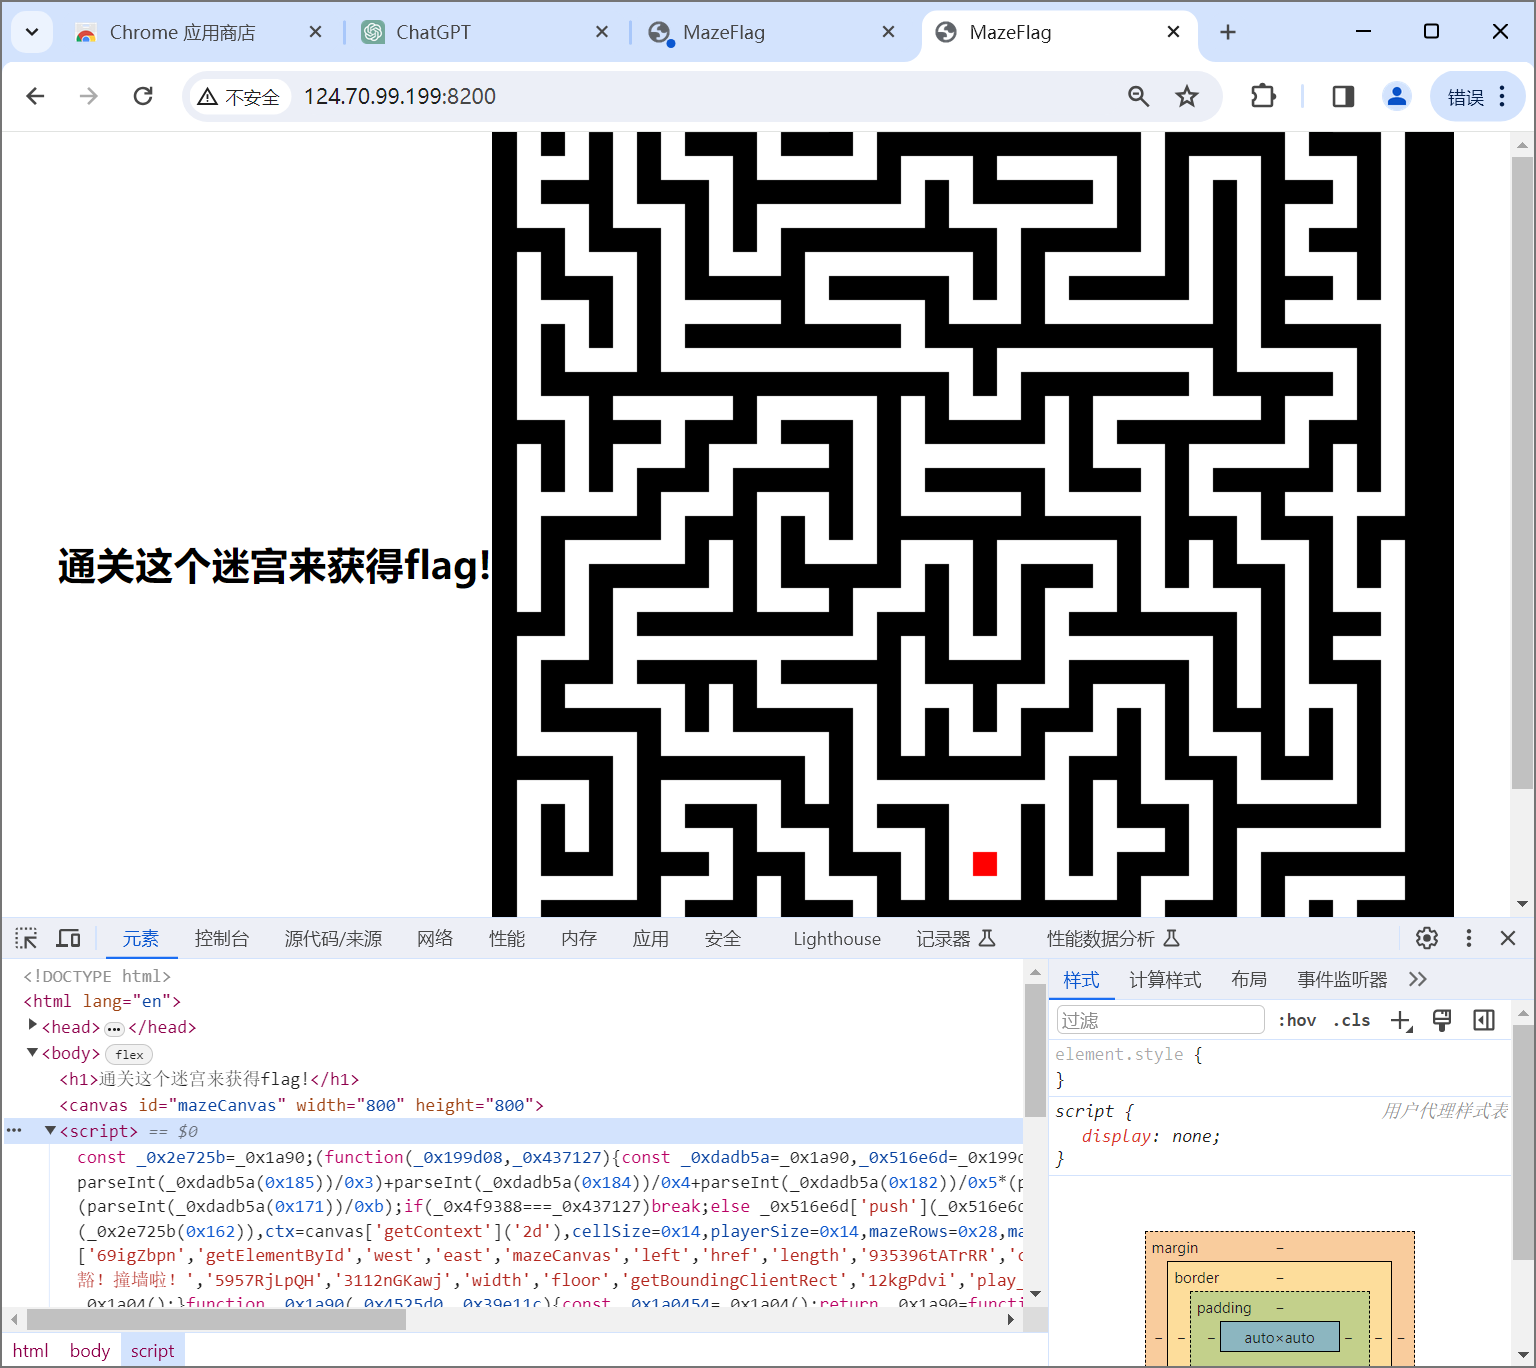 Chrome 应用商店
ChatGPT
MazeFlag
MazeFlag
不安全
124.70.99.199:8200
错误
通关这个迷宫来获得flag!
元素 控制台 源代码/来源 网络 性能 内存 应用 安全 Lighthouse 记录器 性能数据分析
<!DOCTYPE html>
<html lang="en">
<head> ••• </head>
<body> flex
<h1>通关这个迷宫来获得flag!</h1>
<canvas id="mazeCanvas" width="800" height="800">
••• <script> == $0
const _0x2e725b=_0x1a90;(function(_0x199d08,_0x437127){const _0xdadb5a=_0x1a90,_0x516e6d=_0x199d
parseInt(_0xdadb5a(0x185))/0x3)+parseInt(_0xdadb5a(0x184))/0x4+parseInt(_0xdadb5a(0x182))/0x5*(p
(parseInt(_0xdadb5a(0x171))/0xb);if(_0x4f9388===_0x437127)break;else _0x516e6d['push'](_0x516e6d
(_0x2e725b(0x162)),ctx=canvas['getContext']('2d'),cellSize=0x14,playerSize=0x14,mazeRows=0x28,ma
['69igZbpn','getElementById','west','east','mazeCanvas','left','href','length','935396tATrRR','c
豁！撞墙啦！','5957RjLpQH','3112nGKawj','width','floor','getBoundingClientRect','12kgPdvi','play_
_0x1a04();}function _0x1a90(_0x4525d0,_0x39e11c){const _0x1a0454=_0x1a04();return _0x1a90=functi
html body script
样式 计算样式 布局 事件监听器
过滤
:hov .cls
element.style {
}
script { 用户代理样式表
display: none;
}
margin –
border –
padding –
– – – auto×auto – – –